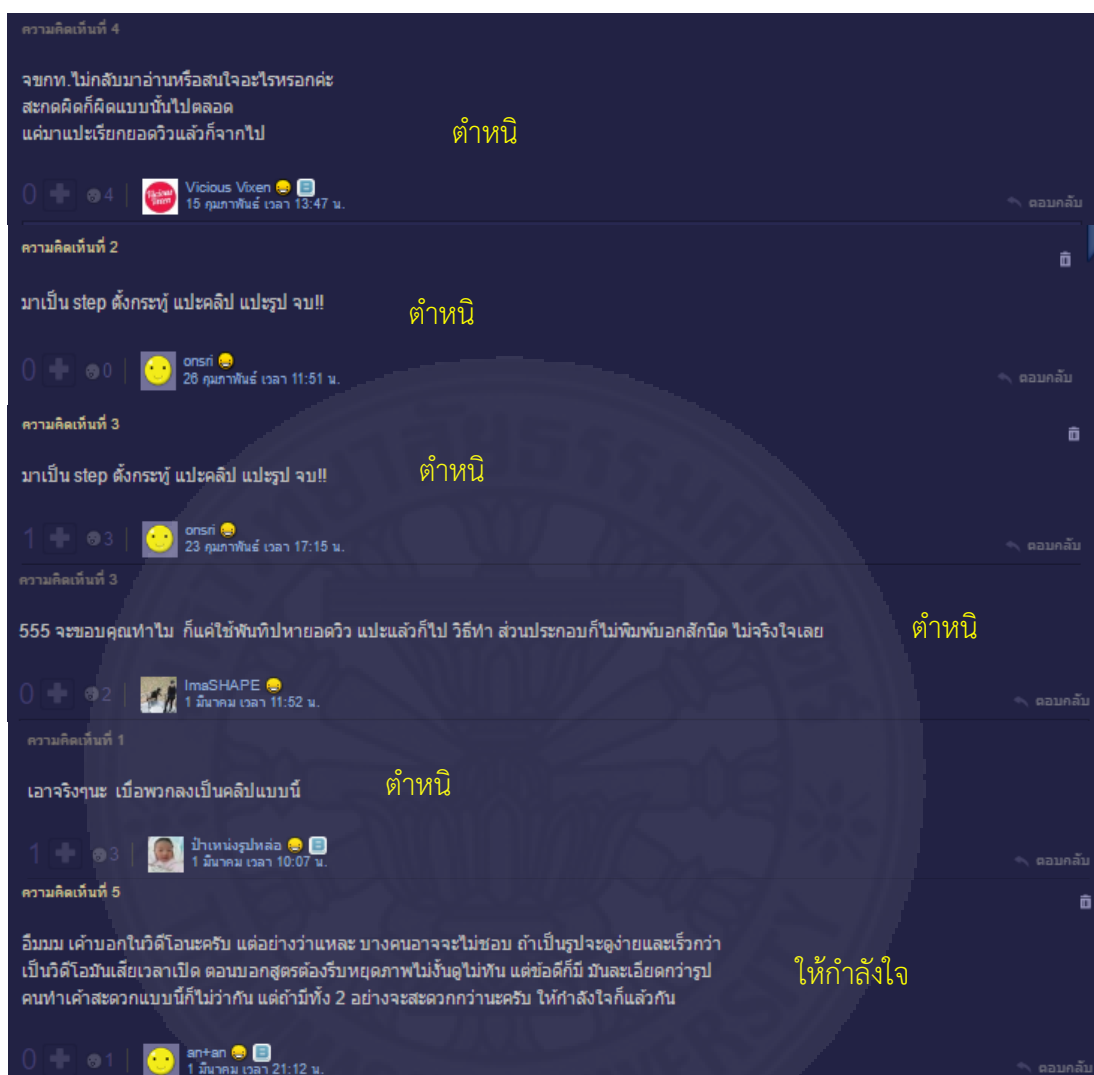 ความคิดเห็นที่ 4
จขกท.ไม่กลับมาอ่านหรือสนใจอะไรหรอกค่ะ
สะกดผิดก็ผิดแบบนั้นไปตลอด
แค่มาแปะเรียกยอดวิวแล้วก็จากไป
ตำหนิ
0 4 Vicious Vixen
15 กุมภาพันธ์ เวลา 13:47 น.
ตอบกลับ
ความคิดเห็นที่ 2
มาเป็น step ตั้งกระทู้ แปะคลิป แปะรูป จบ!!
ตำหนิ
0 0 onsri
26 กุมภาพันธ์ เวลา 11:51 น.
ตอบกลับ
ความคิดเห็นที่ 3
มาเป็น step ตั้งกระทู้ แปะคลิป แปะรูป จบ!!
ตำหนิ
1 3 onsri
23 กุมภาพันธ์ เวลา 17:15 น.
ตอบกลับ
ความคิดเห็นที่ 3
555 จะขอบคุณทำไม ก็แค่ใช้พันทิปหายอดวิว แปะแล้วก็ไป วิธีทำ ส่วนประกอบก็ไม่พิมพ์บอกสักนิด ไม่จริงใจเลย
ตำหนิ
0 2 ImaSHAPE
1 มีนาคม เวลา 11:52 น.
ตอบกลับ
ความคิดเห็นที่ 1
เอาจริงๆนะ เบื่อพวกลงเป็นคลิปแบบนี้
ตำหนิ
1 3 ป๋าเหน่งรูปหล่อ
1 มีนาคม เวลา 10:07 น.
ตอบกลับ
ความคิดเห็นที่ 5
อืมมม เค้าบอกในวิดีโอนะครับ แต่อย่างว่าแหละ บางคนอาจจะไม่ชอบ ถ้าเป็นรูปจะดูง่ายและเร็วกว่า
เป็นวิดีโอมันเสียเวลาเปิด ตอนบอกสูตรต้องรีบหยุดภาพไม่งั้นดูไม่ทัน แต่ข้อดีก็มี มันละเอียดกว่ารูป
คนทำเค้าสะดวกแบบนี้ก็ไม่ว่ากัน แต่ถ้ามีทั้ง 2 อย่างจะสะดวกกว่านะครับ ให้กำลังใจก็แล้วกัน
ให้กำลังใจ
0 1 an+an
1 มีนาคม เวลา 21:12 น.
ตอบกลับ